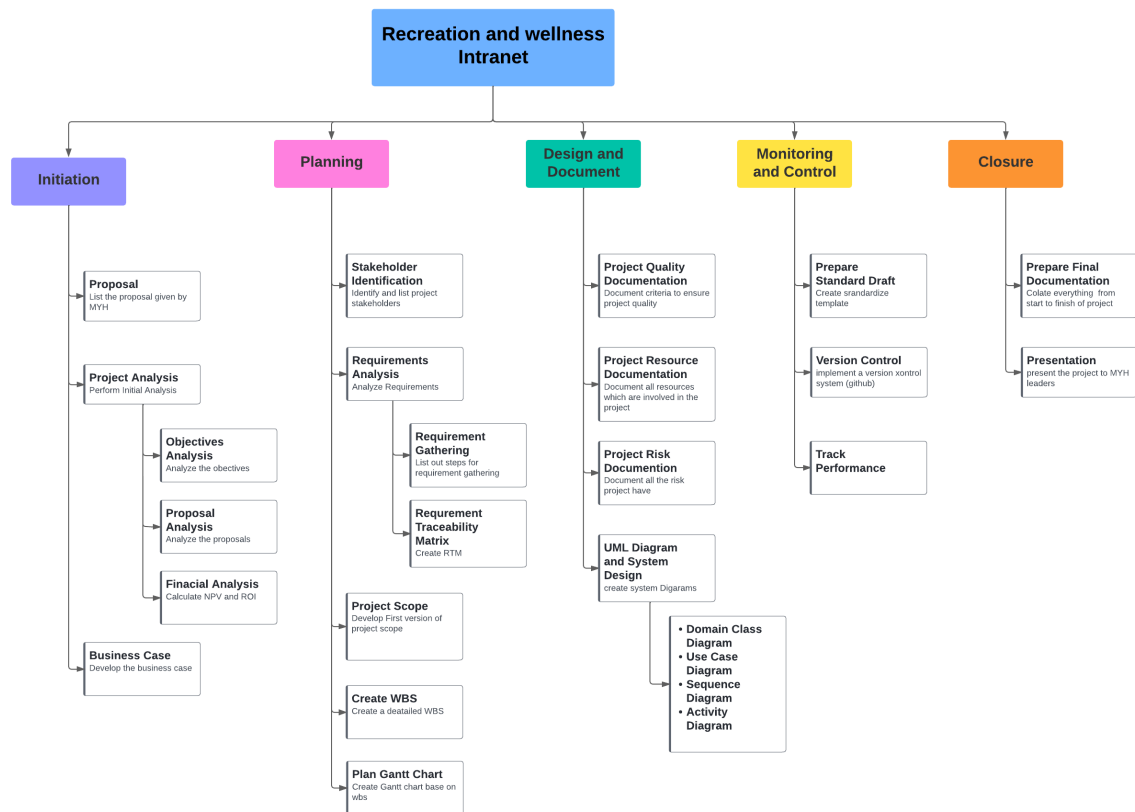 Recreation and wellness
Intranet
Initiation
Planning
Design and
Document
Monitoring
and Control
Closure
Proposal
List the proposal given by
MYH
Project Analysis
Perform Initial Analysis
Objectives
Analysis
Analyze the obectives
Proposal
Analysis
Analyze the proposals
Finacial Analysis
Calculate NPV and ROI
Business Case
Develop the business case
Stakeholder
Identification
Identify and list project
stakeholders
Requirements
Analysis
Analyze Requirements
Requirement
Gathering
List out steps for
requirement gathering
Requrement
Traceability
Matrix
Create RTM
Project Scope
Develop First version of
project scope
Create WBS
Create a deatailed WBS
Plan Gantt Chart
Create Gantt chart base on
wbs
Project Quality
Documentation
Document criteria to ensure
project quality
Project Resource
Documentation
Document all resources
which are involved in the
project
Project Risk
Documention
Document all the risk
project have
UML Diagram
and System
Design
create system Digarams
• Domain Class
Diagram
• Use Case
Diagram
• Sequence
Diagram
• Activity
Diagram
Prepare
Standard Draft
Create srandardize
template
Version Control
implement a version xontrol
system (github)
Track
Performance
Prepare Final
Documentation
Colate everything from
start to finish of project
Presentation
present the project to MYH
leaders